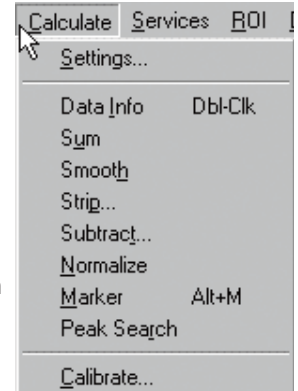 Calculate Services ROI
Settings...
Data Info Dbl-Clk
Sum
Smooth
Strip...
Subtract...
Normalize
Marker Alt+M
Peak Search
Calibrate...